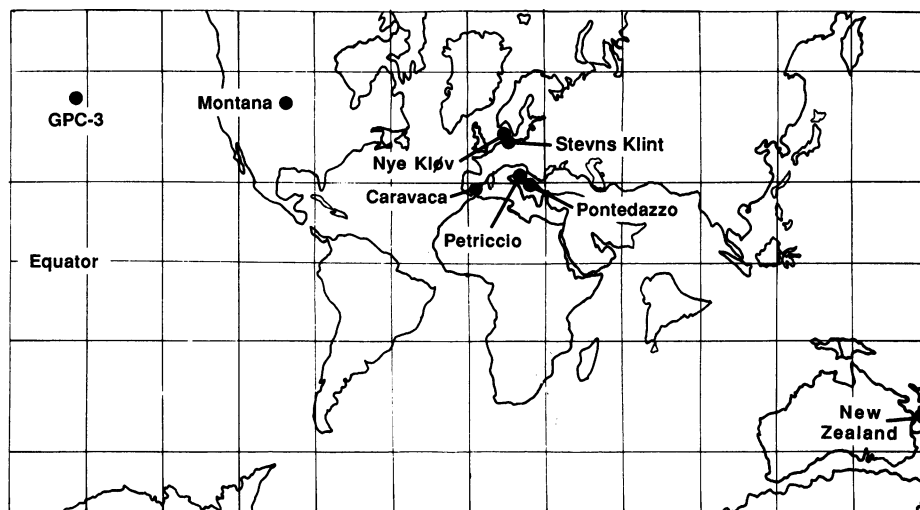 GPC-3
Montana
Nye Kløv
Stevns Klint
Caravaca
Pontedazzo
Petriccio
Equator
New
Zealand